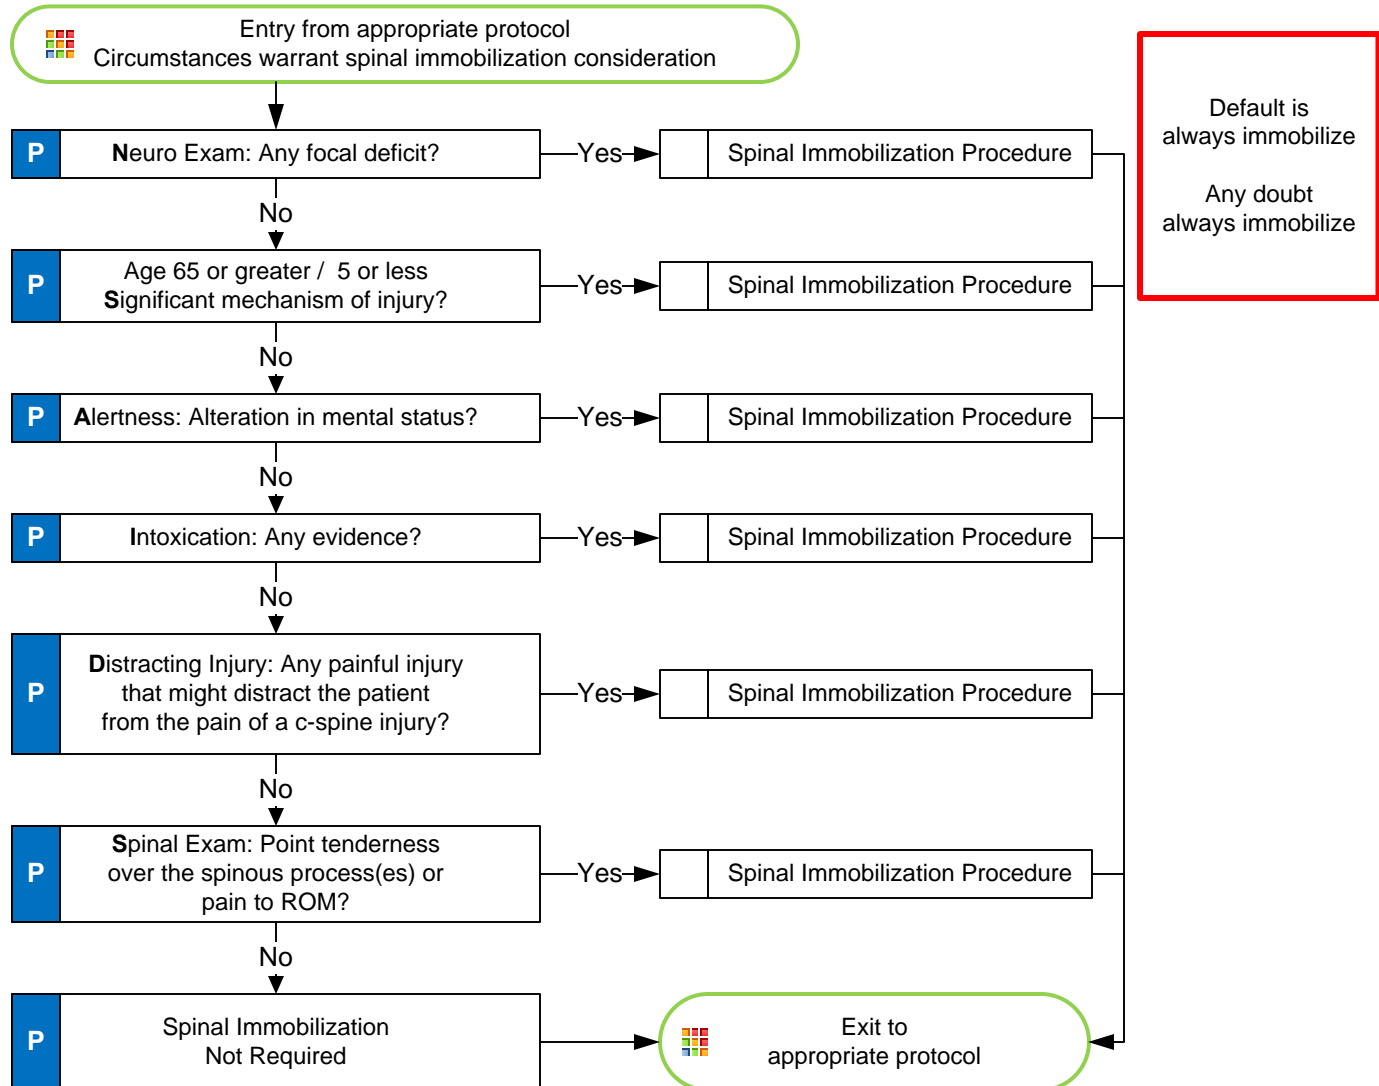 Entry from appropriate protocol
Circumstances warrant spinal immobilization consideration
Default is
always immobilize
Any doubt
always immobilize
P
Neuro Exam: Any focal deficit?
Yes
Spinal Immobilization Procedure
No
P
Age 65 or greater / 5 or less
Significant mechanism of injury?
Yes
Spinal Immobilization Procedure
No
P
Alertness: Alteration in mental status?
Yes
Spinal Immobilization Procedure
No
P
Intoxication: Any evidence?
Yes
Spinal Immobilization Procedure
No
P
Distracting Injury: Any painful injury
that might distract the patient
from the pain of a c-spine injury?
Yes
Spinal Immobilization Procedure
No
P
Spinal Exam: Point tenderness
over the spinous process(es) or
pain to ROM?
Yes
Spinal Immobilization Procedure
No
P
Spinal Immobilization
Not Required
Exit to
appropriate protocol